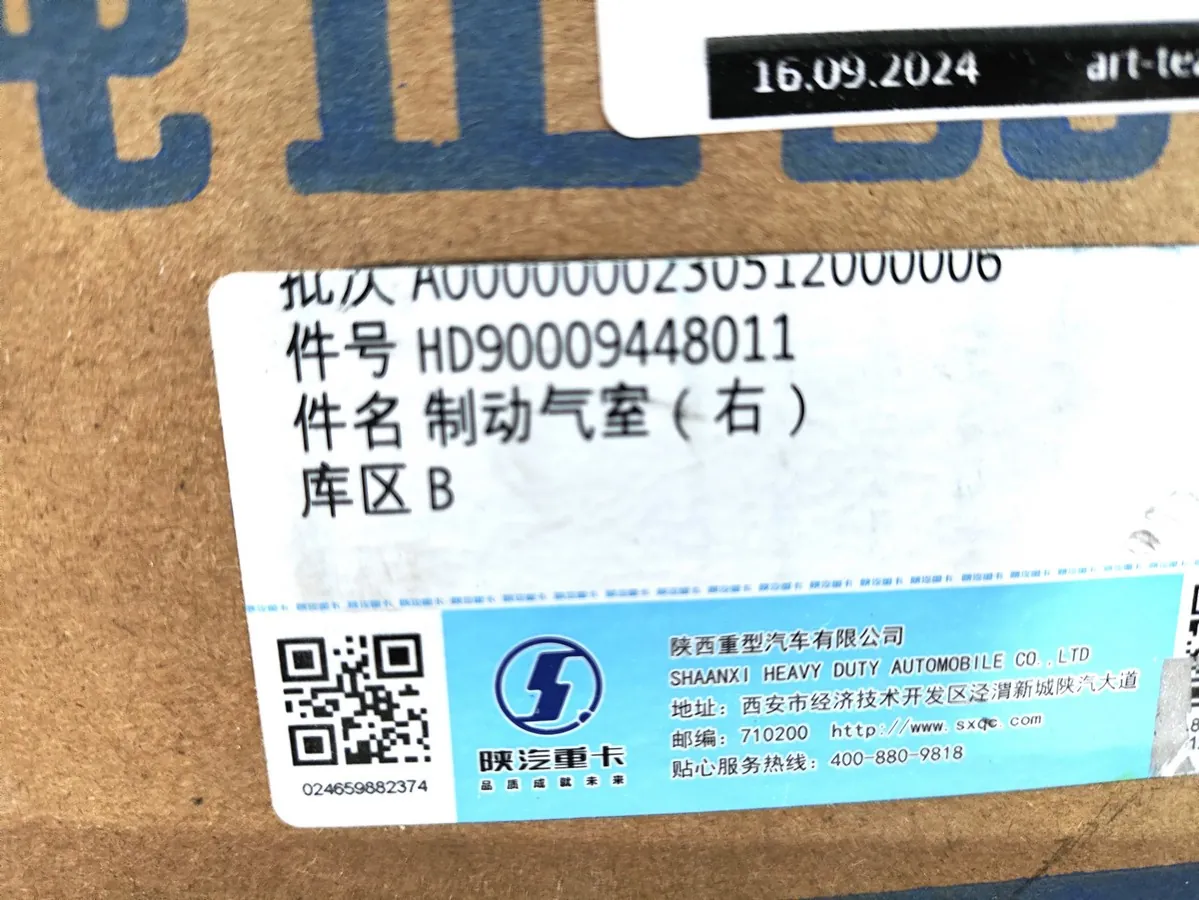 16.09.2024
批次 A0000000230512000006
件号 HD90009448011
件名 制动气室（右）
库区 B
024659882374
陕汽重卡
品质成就未来
陕西重型汽车有限公司
SHAANXI HEAVY DUTY AUTOMOBILE CO.,LTD
地址：西安市经济技术开发区泾渭新城陕汽大道
邮编：710200 http://www.sxqc.com
贴心服务热线：400-880-9818